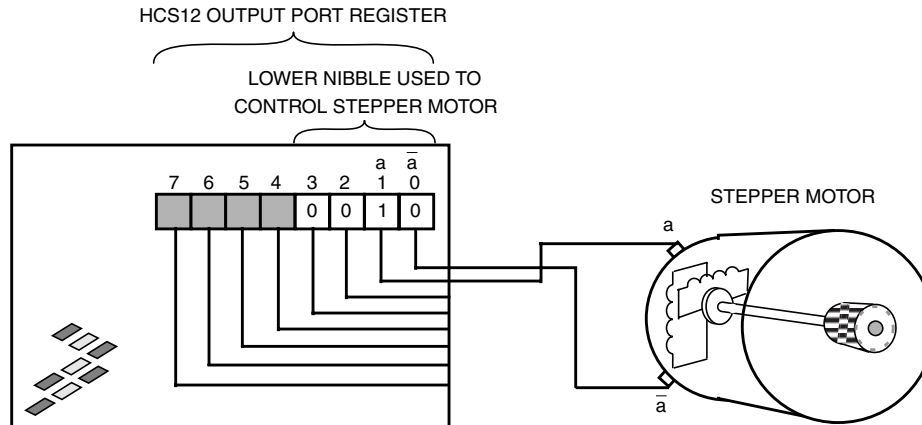 HCS12 OUTPUT PORT REGISTER
LOWER NIBBLE USED TO
CONTROL STEPPER MOTOR
a a̅
7 6 5 4 3 2 1 0
0 0 1 0
STEPPER MOTOR
a
a̅